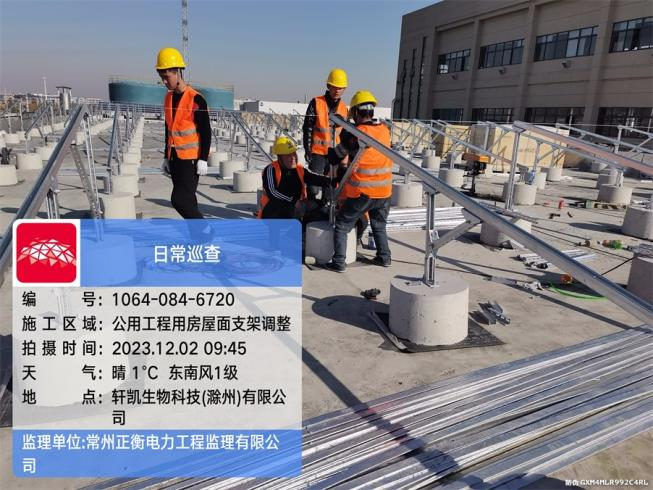 日常巡查
编号：1064-084-6720
施工区域：公用工程用房屋面支架调整
拍摄时间：2023.12.02 09:45
天气：晴 1°C 东南风1级
地点：轩凯生物科技(滁州)有限公
司
监理单位:常州正衡电力工程监理有限公
司
防伪 GXM4MLR992C4RL